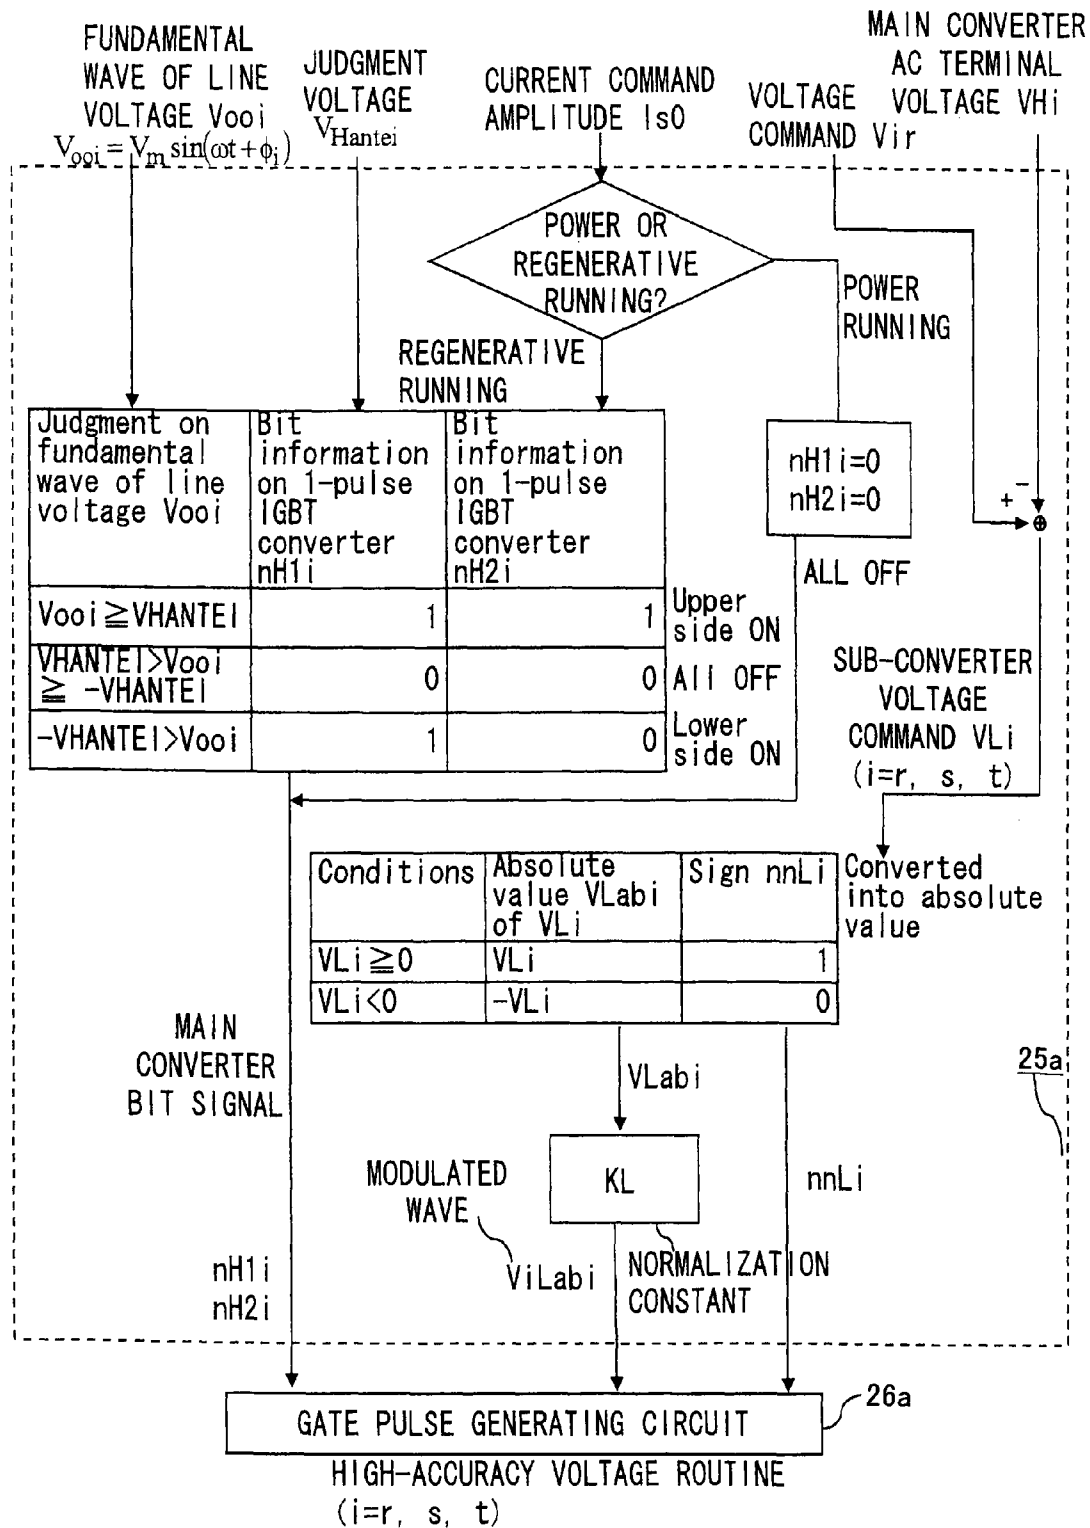 FUNDAMENTAL
WAVE OF LINE
VOLTAGE Vooi
V_ooi = V_m sin(ωt + ϕ_i)
JUDGMENT
VOLTAGE
V_Hantei
CURRENT COMMAND
AMPLITUDE Is0
VOLTAGE
COMMAND Vir
MAIN CONVERTER
AC TERMINAL
VOLTAGE VHi
POWER OR
REGENERATIVE
RUNNING?
POWER
RUNNING
REGENERATIVE
RUNNING
Judgment on
fundamental
wave of line
voltage Vooi
Bit
information
on 1-pulse
IGBT
converter
nH1i
Bit
information
on 1-pulse
IGBT
converter
nH2i
Vooi≧VHANTEI
1
1
Upper
side ON
VHANTEI>Vooi
≧ -VHANTEI
0
0
All OFF
-VHANTEI>Vooi
1
0
Lower
side ON
nH1i=0
nH2i=0
ALL OFF
+
-
⊕
SUB-CONVERTER
VOLTAGE
COMMAND VLi
(i=r, s, t)
Conditions
Absolute
value VLabi
of VLi
Sign nnLi
Converted
into absolute
value
VLi≧0
VLi
1
VLi<0
-VLi
0
MAIN
CONVERTER
BIT SIGNAL
VLabi
25a
KL
nnLi
MODULATED
WAVE
ViLabi
NORMALIZATION
CONSTANT
nH1i
nH2i
GATE PULSE GENERATING CIRCUIT
26a
HIGH-ACCURACY VOLTAGE ROUTINE
(i=r, s, t)